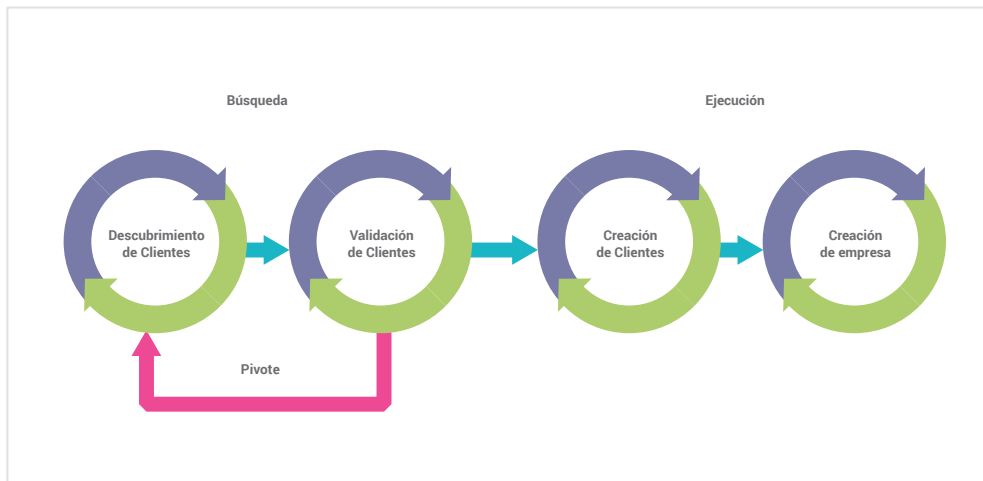 Búsqueda
Ejecución
Descubrimiento
de Clientes
Validación
de Clientes
Creación
de Clientes
Creación
de empresa
Pivote